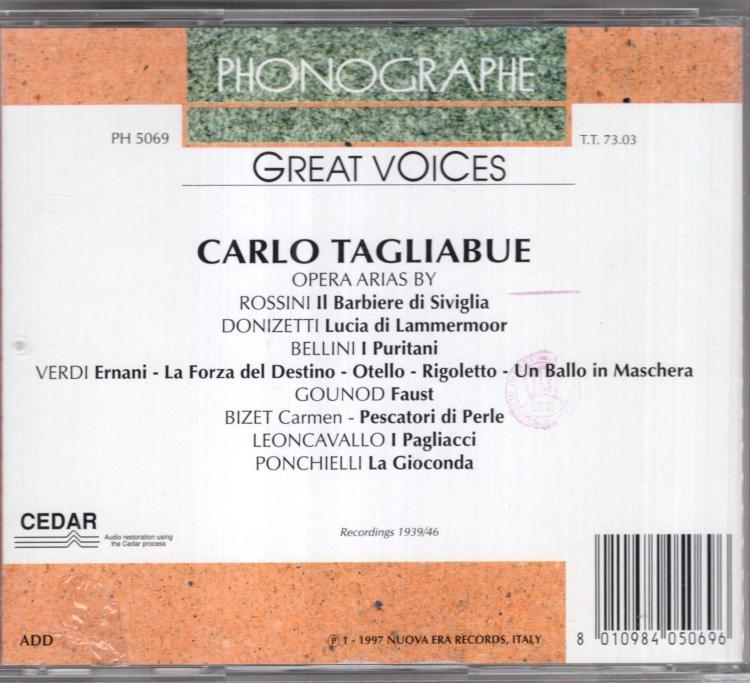 PHONOGRAPHE
PH 5069
T.T. 73.03
GREAT VOICES
CARLO TAGLIABUE
OPERA ARIAS BY
ROSSINI Il Barbiere di Siviglia
DONIZETTI Lucia di Lammermoor
BELLINI I Puritani
VERDI Ernani - La Forza del Destino - Otello - Rigoletto - Un Ballo in Maschera
GOUNOD Faust
BIZET Carmen - Pescatori di Perle
LEONCAVALLO I Pagliacci
PONCHIELLI La Gioconda
CEDAR
Audio restoration using
the Cedar process
Recordings 1939/46
ADD
℗ 1 - 1997 NUOVA ERA RECORDS, ITALY
8 010984 050696